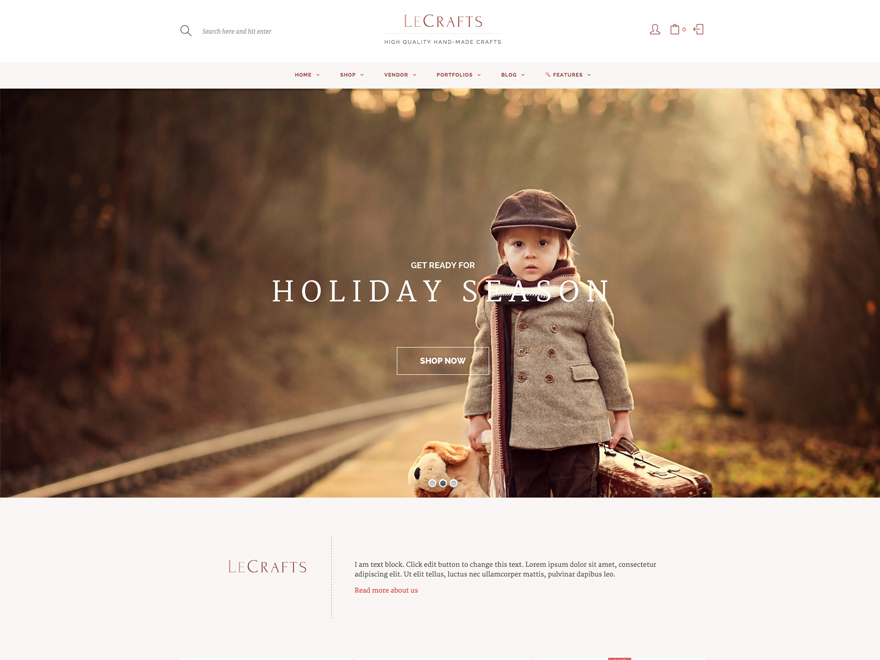 Search here and hit enter
LECRAFTS
HIGH QUALITY HAND-MADE CRAFTS
0
HOME SHOP VENDOR PORTFOLIOS BLOG FEATURES
GET READY FOR
HOLIDAY SEASON
SHOP NOW
LECRAFTS
I am text block. Click edit button to change this text. Lorem ipsum dolor sit amet, consectetur
adipiscing elit. Ut elit tellus, luctus nec ullamcorper mattis, pulvinar dapibus leo.
Read more about us